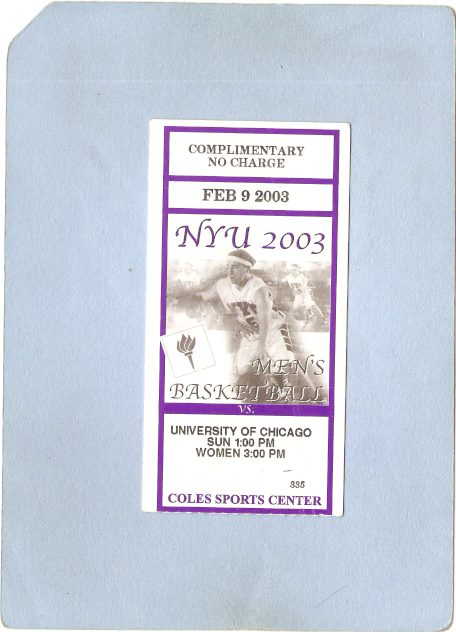 COMPLIMENTARY
NO CHARGE
FEB 9 2003
NYU 2003
MEN'S
BASKETBALL
VS.
UNIVERSITY OF CHICAGO
SUN 1:00 PM
WOMEN 3:00 PM
335
COLES SPORTS CENTER